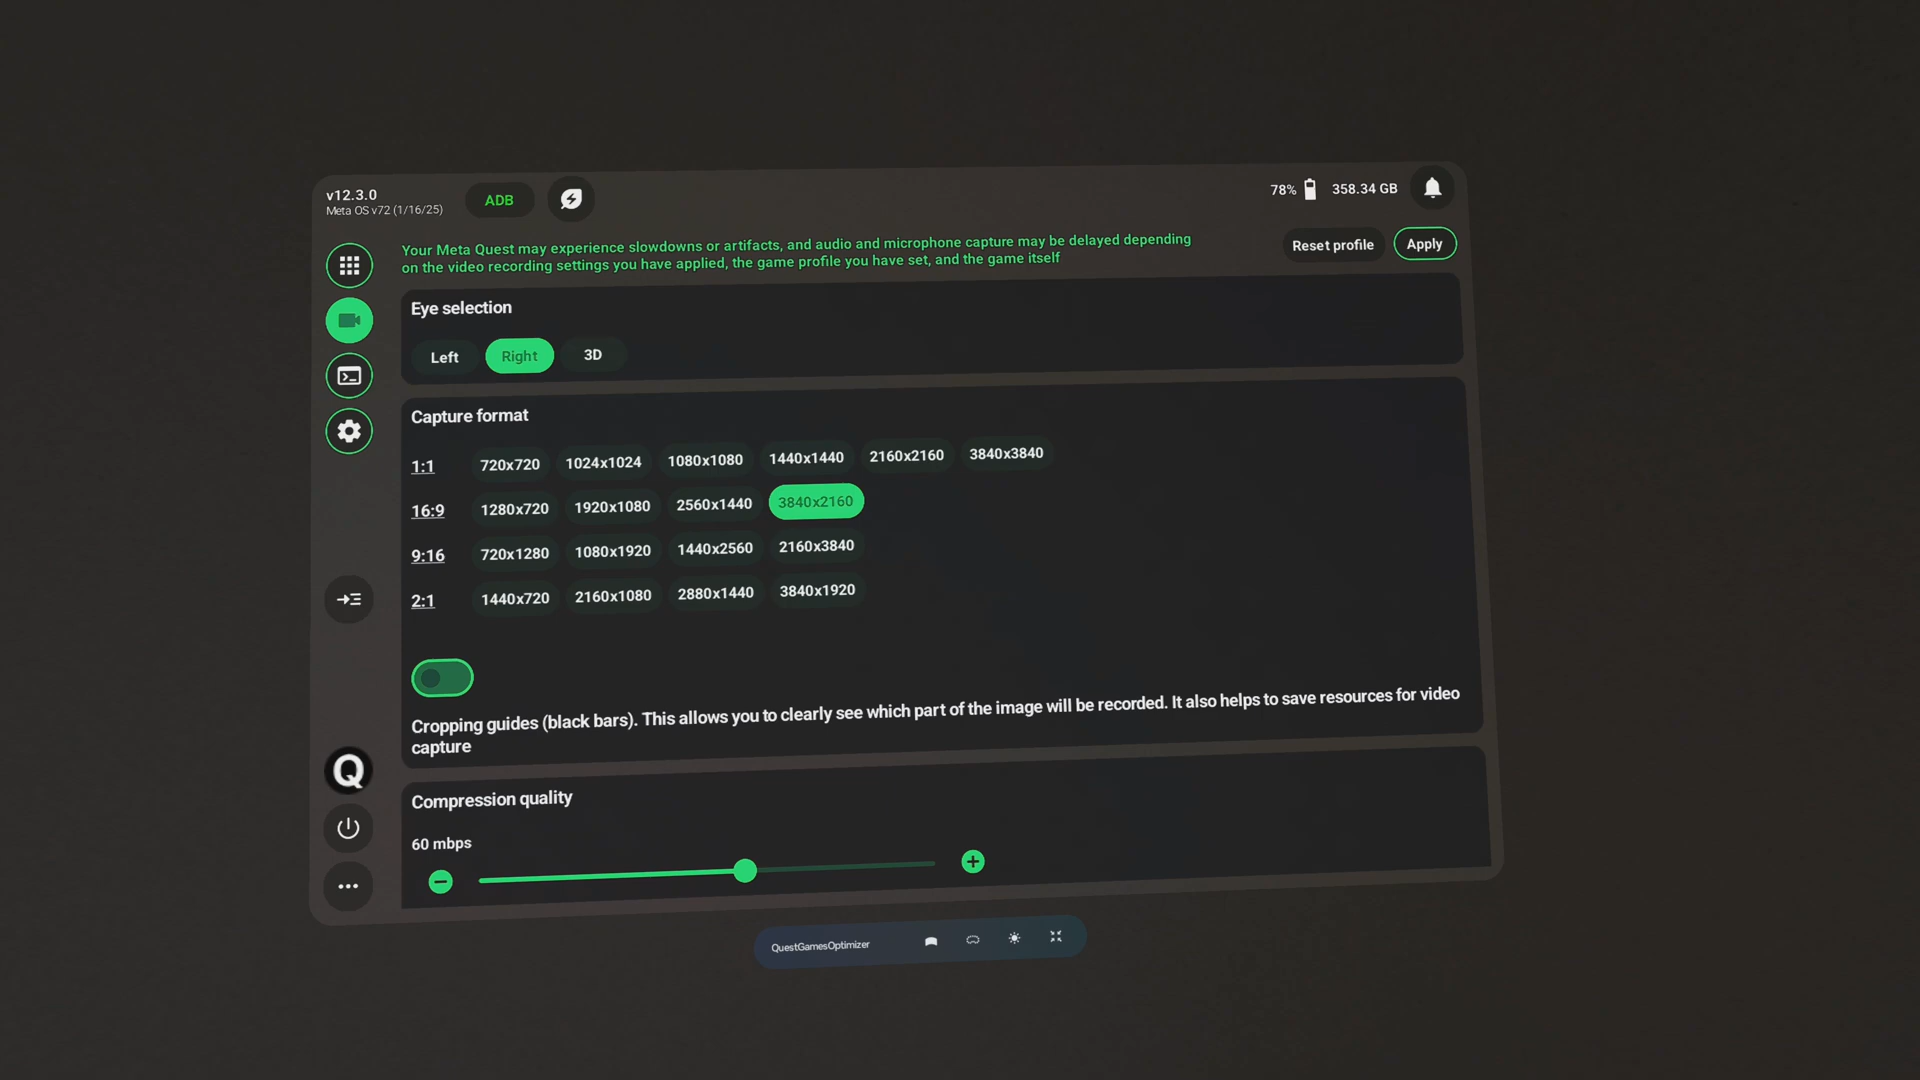 v12.3.0
Meta OS v72 (1/16/25)
ADB
78%
358.34 GB
Your Meta Quest may experience slowdowns or artifacts, and audio and microphone capture may be delayed depending
on the video recording settings you have applied, the game profile you have set, and the game itself
Reset profile
Apply
Eye selection
Left
Right
3D
Capture format
1:1 720x720 1024x1024 1080x1080 1440x1440 2160x2160 3840x3840
16:9 1280x720 1920x1080 2560x1440 3840x2160
9:16 720x1280 1080x1920 1440x2560 2160x3840
2:1 1440x720 2160x1080 2880x1440 3840x1920
Cropping guides (black bars). This allows you to clearly see which part of the image will be recorded. It also helps to save resources for video
capture
Q
Compression quality
60 mbps
QuestGamesOptimizer